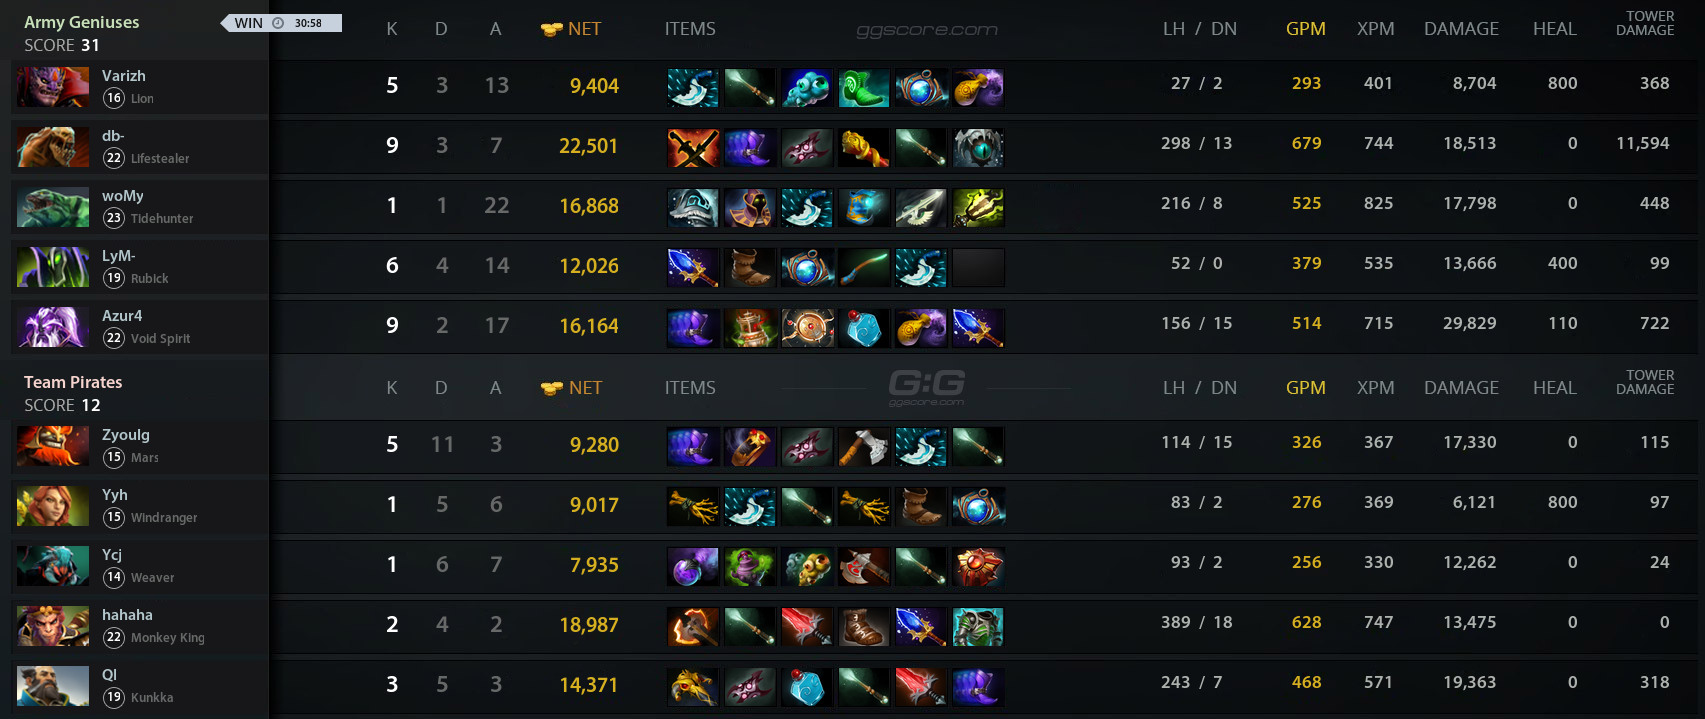 Army Geniuses WIN 30:58
SCORE 31
K D A NET ITEMS ggscore.com LH / DN GPM XPM DAMAGE HEAL TOWER DAMAGE
Varizh
16 Lion
5 3 13 9,404 27 / 2 293 401 8,704 800 368
db-
22 Lifestealer
9 3 7 22,501 298 / 13 679 744 18,513 0 11,594
woMy
23 Tidehunter
1 1 22 16,868 216 / 8 525 825 17,798 0 448
LyM-
19 Rubick
6 4 14 12,026 52 / 0 379 535 13,666 400 99
Azur4
22 Void Spirit
9 2 17 16,164 156 / 15 514 715 29,829 110 722
Team Pirates
SCORE 12
K D A NET ITEMS G:G ggscore.com LH / DN GPM XPM DAMAGE HEAL TOWER DAMAGE
Zyoulg
15 Mars
5 11 3 9,280 114 / 15 326 367 17,330 0 115
Yyh
15 Windranger
1 5 6 9,017 83 / 2 276 369 6,121 800 97
Ycj
14 Weaver
1 6 7 7,935 93 / 2 256 330 12,262 0 24
hahaha
22 Monkey King
2 4 2 18,987 389 / 18 628 747 13,475 0 0
Ql
19 Kunkka
3 5 3 14,371 243 / 7 468 571 19,363 0 318